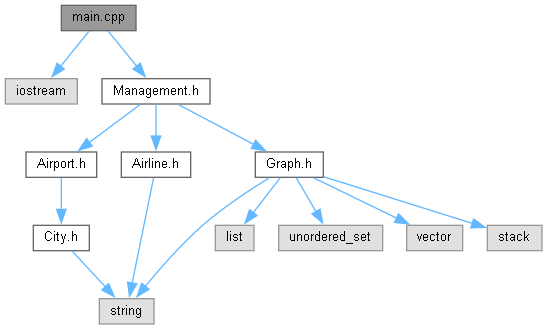 main.cpp
iostream
Management.h
Airport.h
Airline.h
Graph.h
City.h
list
unordered_set
vector
stack
string